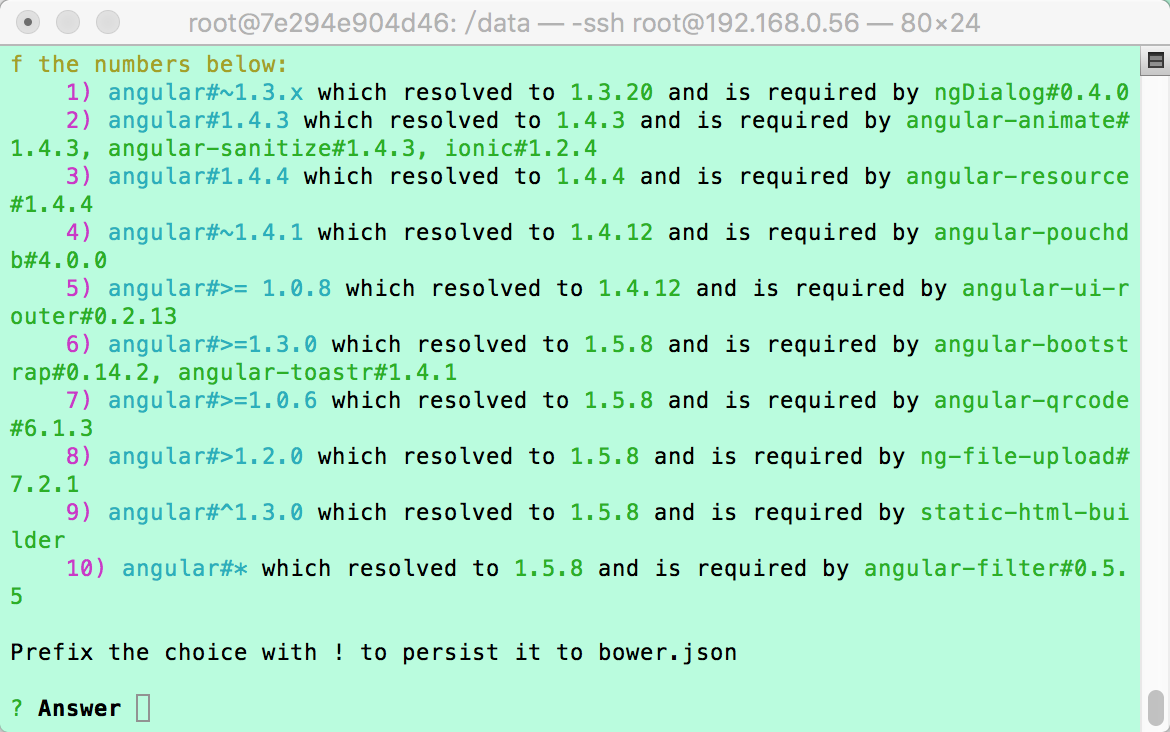 root@7e294e904d46: /data — -ssh root@192.168.0.56 — 80×24
f the numbers below:
    1) angular#~1.3.x which resolved to 1.3.20 and is required by ngDialog#0.4.0
    2) angular#1.4.3 which resolved to 1.4.3 and is required by angular-animate#
1.4.3, angular-sanitize#1.4.3, ionic#1.2.4
    3) angular#1.4.4 which resolved to 1.4.4 and is required by angular-resource
#1.4.4
    4) angular#~1.4.1 which resolved to 1.4.12 and is required by angular-pouchd
b#4.0.0
    5) angular#>= 1.0.8 which resolved to 1.4.12 and is required by angular-ui-r
outer#0.2.13
    6) angular#>=1.3.0 which resolved to 1.5.8 and is required by angular-bootst
rap#0.14.2, angular-toastr#1.4.1
    7) angular#>=1.0.6 which resolved to 1.5.8 and is required by angular-qrcode
#6.1.3
    8) angular#>1.2.0 which resolved to 1.5.8 and is required by ng-file-upload#
7.2.1
    9) angular#^1.3.0 which resolved to 1.5.8 and is required by static-html-bui
lder
    10) angular#* which resolved to 1.5.8 and is required by angular-filter#0.5.
5
Prefix the choice with ! to persist it to bower.json
? Answer